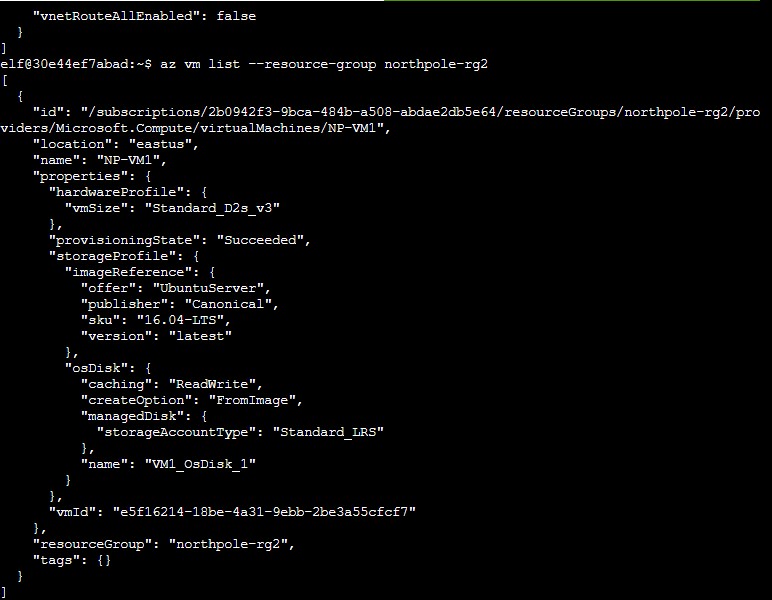 "vnetRouteAllEnabled": false
  }
]
elf@30e44ef7abad:~$ az vm list --resource-group northpole-rg2
[
  {
    "id": "/subscriptions/2b0942f3-9bca-484b-a508-abdae2db5e64/resourceGroups/northpole-rg2/pro
viders/Microsoft.Compute/virtualMachines/NP-VM1",
    "location": "eastus",
    "name": "NP-VM1",
    "properties": {
      "hardwareProfile": {
        "vmSize": "Standard_D2s_v3"
      },
      "provisioningState": "Succeeded",
      "storageProfile": {
        "imageReference": {
          "offer": "UbuntuServer",
          "publisher": "Canonical",
          "sku": "16.04-LTS",
          "version": "latest"
        },
        "osDisk": {
          "caching": "ReadWrite",
          "createOption": "FromImage",
          "managedDisk": {
            "storageAccountType": "Standard_LRS"
          },
          "name": "VM1_OsDisk_1"
        }
      },
      "vmId": "e5f16214-18be-4a31-9ebb-2be3a55cfcf7"
    },
    "resourceGroup": "northpole-rg2",
    "tags": {}
  }
]